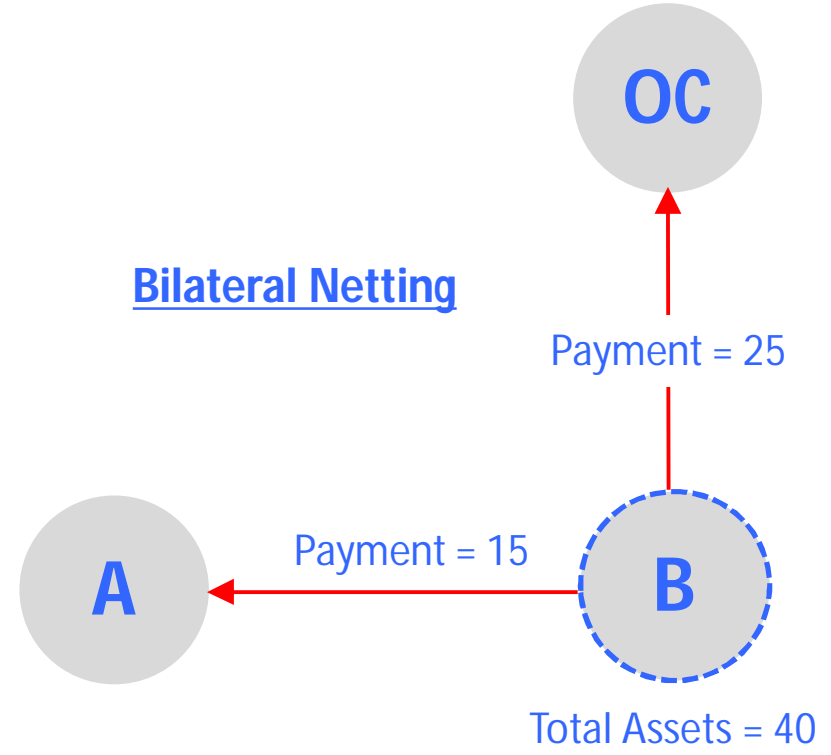 OC
Bilateral Netting
Payment = 25
Payment = 15
A
B
Total Assets = 40